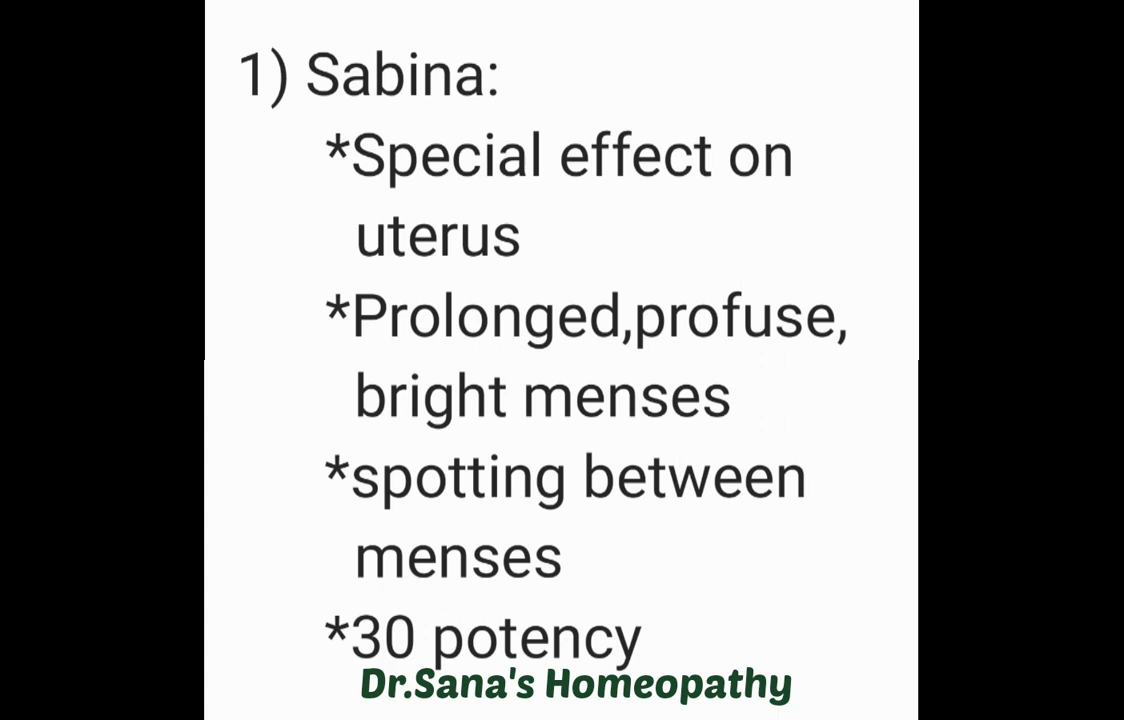 1) Sabina:
*Special effect on
uterus
*Prolonged,profuse,
bright menses
*spotting between
menses
*30 potency
Dr.Sana's Homeopathy